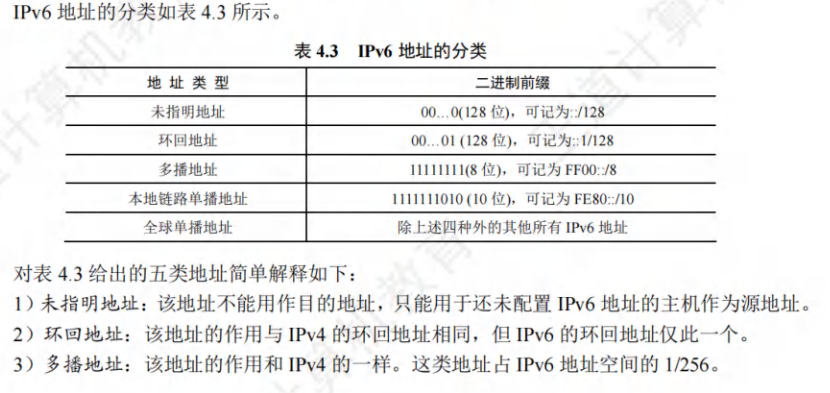 IPv6 地址的分类如表 4.3 所示。
表 4.3 IPv6 地址的分类
地 址 类 型 二进制前缀
未指明地址 00…0(128 位)，可记为::/128
环回地址 00…01 (128 位)，可记为::1/128
多播地址 11111111(8 位)，可记为 FF00::/8
本地链路单播地址 1111111010 (10 位)，可记为 FE80::/10
全球单播地址 除上述四种外的其他所有 IPv6 地址
对表 4.3 给出的五类地址简单解释如下：
1）未指明地址：该地址不能用作目的地址，只能用于还未配置 IPv6 地址的主机作为源地址。
2）环回地址：该地址的作用与 IPv4 的环回地址相同，但 IPv6 的环回地址仅此一个。
3）多播地址：该地址的作用和 IPv4 的一样。这类地址占 IPv6 地址空间的 1/256。